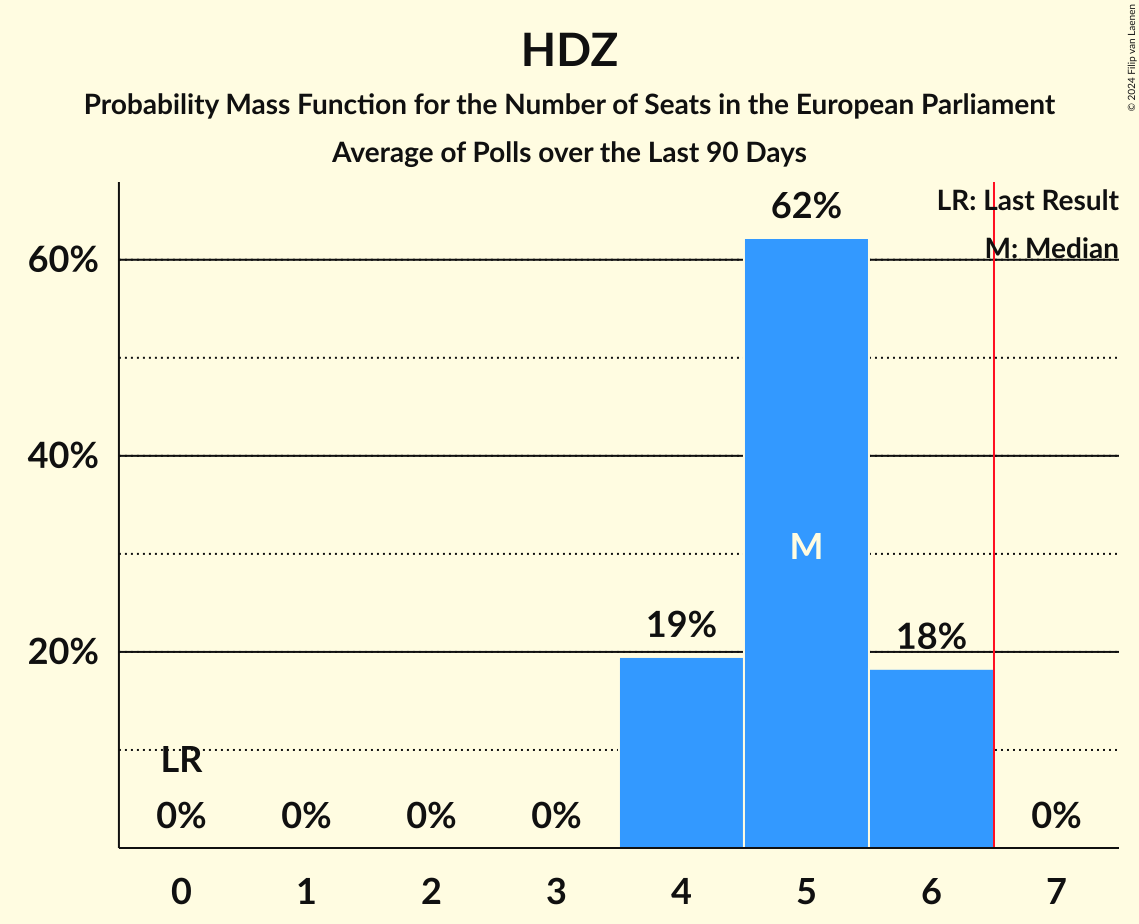 HDZ
Probability Mass Function for the Number of Seats in the European Parliament
Average of Polls over the Last 90 Days
© 2024 Filip van Laenen
LR: Last Result
M: Median
62%
60%
40%
M
19%
18%
20%
LR
0% 0% 0% 0% 0%
0 1 2 3 4 5 6 7